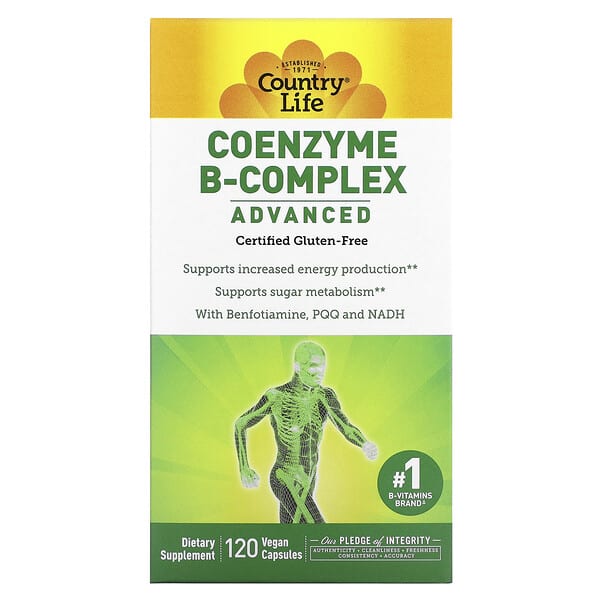 ESTABLISHED
1971
Country®
Life
COENZYME
B-COMPLEX
ADVANCED
Certified Gluten-Free
Supports increased energy production**
Supports sugar metabolism**
With Benfotiamine, PQQ and NADH
#1
B-VITAMINS
BRAND‡
Dietary
Supplement
120 Vegan
Capsules
Our PLEDGE of INTEGRITY
AUTHENTICITY • CLEANLINESS • FRESHNESS
CONSISTENCY • ACCURACY